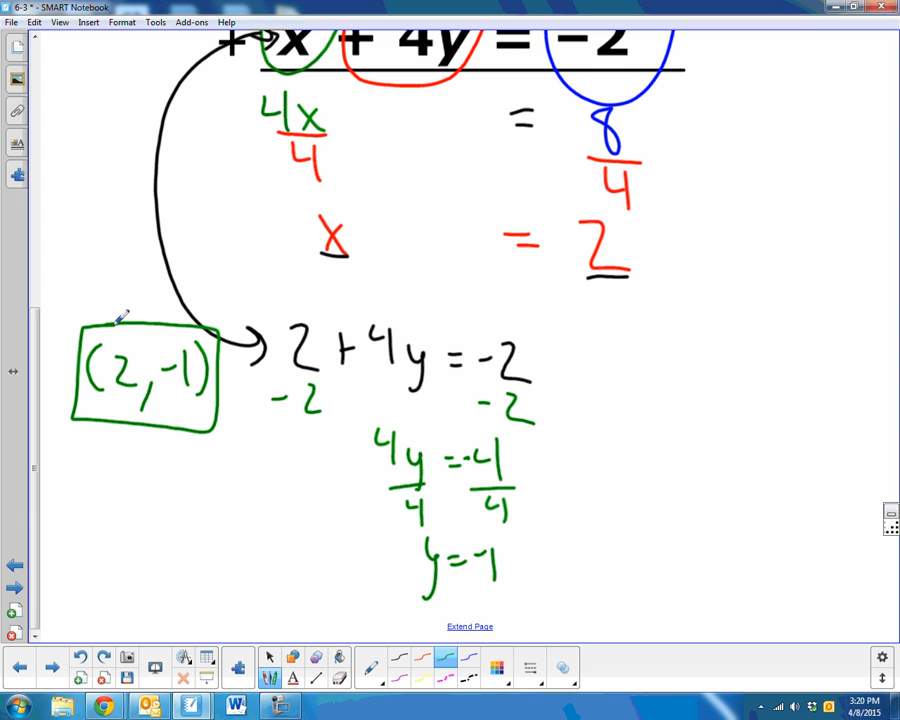 6-3 * - SMART Notebook
File Edit View Insert Format Tools Add-ons Help
+ x + 4y = -2
4x = 8
4 4
x = 2
(2, -1) 2 + 4y = -2
-2 -2
4y = -4
4 4
y = -1
Extend Page
A
3:20 PM
4/8/2015